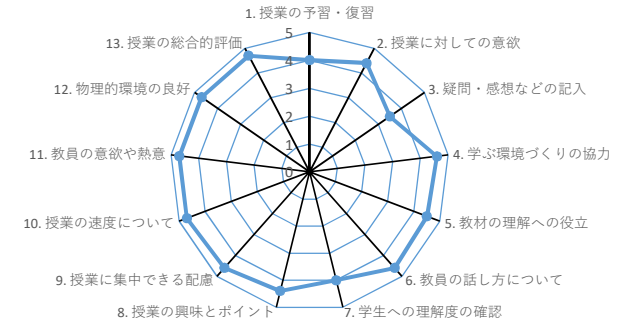 1. 授業の予習・復習
2. 授業に対しての意欲
3. 疑問・感想などの記入
4. 学ぶ環境づくりの協力
5. 教材の理解への役立
6. 教員の話し方について
7. 学生への理解度の確認
8. 授業の興味とポイント
9. 授業に集中できる配慮
10. 授業の速度について
11. 教員の意欲や熱意
12. 物理的環境の良好
13. 授業の総合的評価
5
4
3
2
1
0